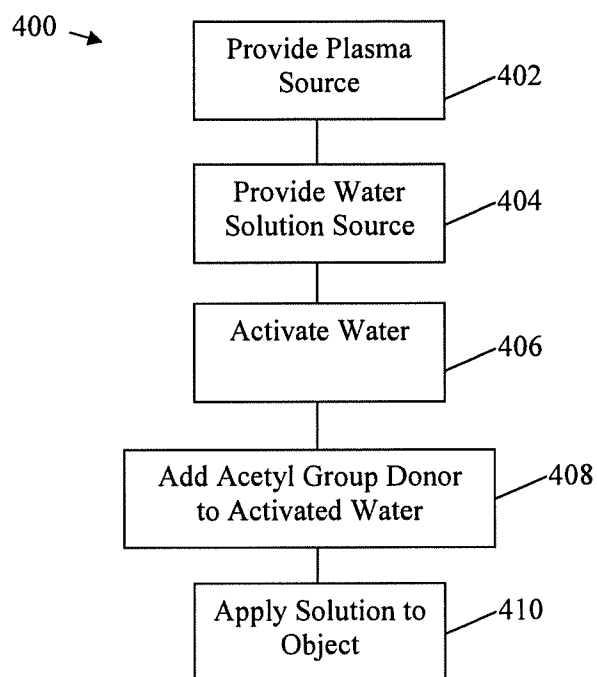 400
Provide Plasma
Source
402
Provide Water
Solution Source
404
Activate Water
406
Add Acetyl Group Donor
to Activated Water
408
Apply Solution to
Object
410